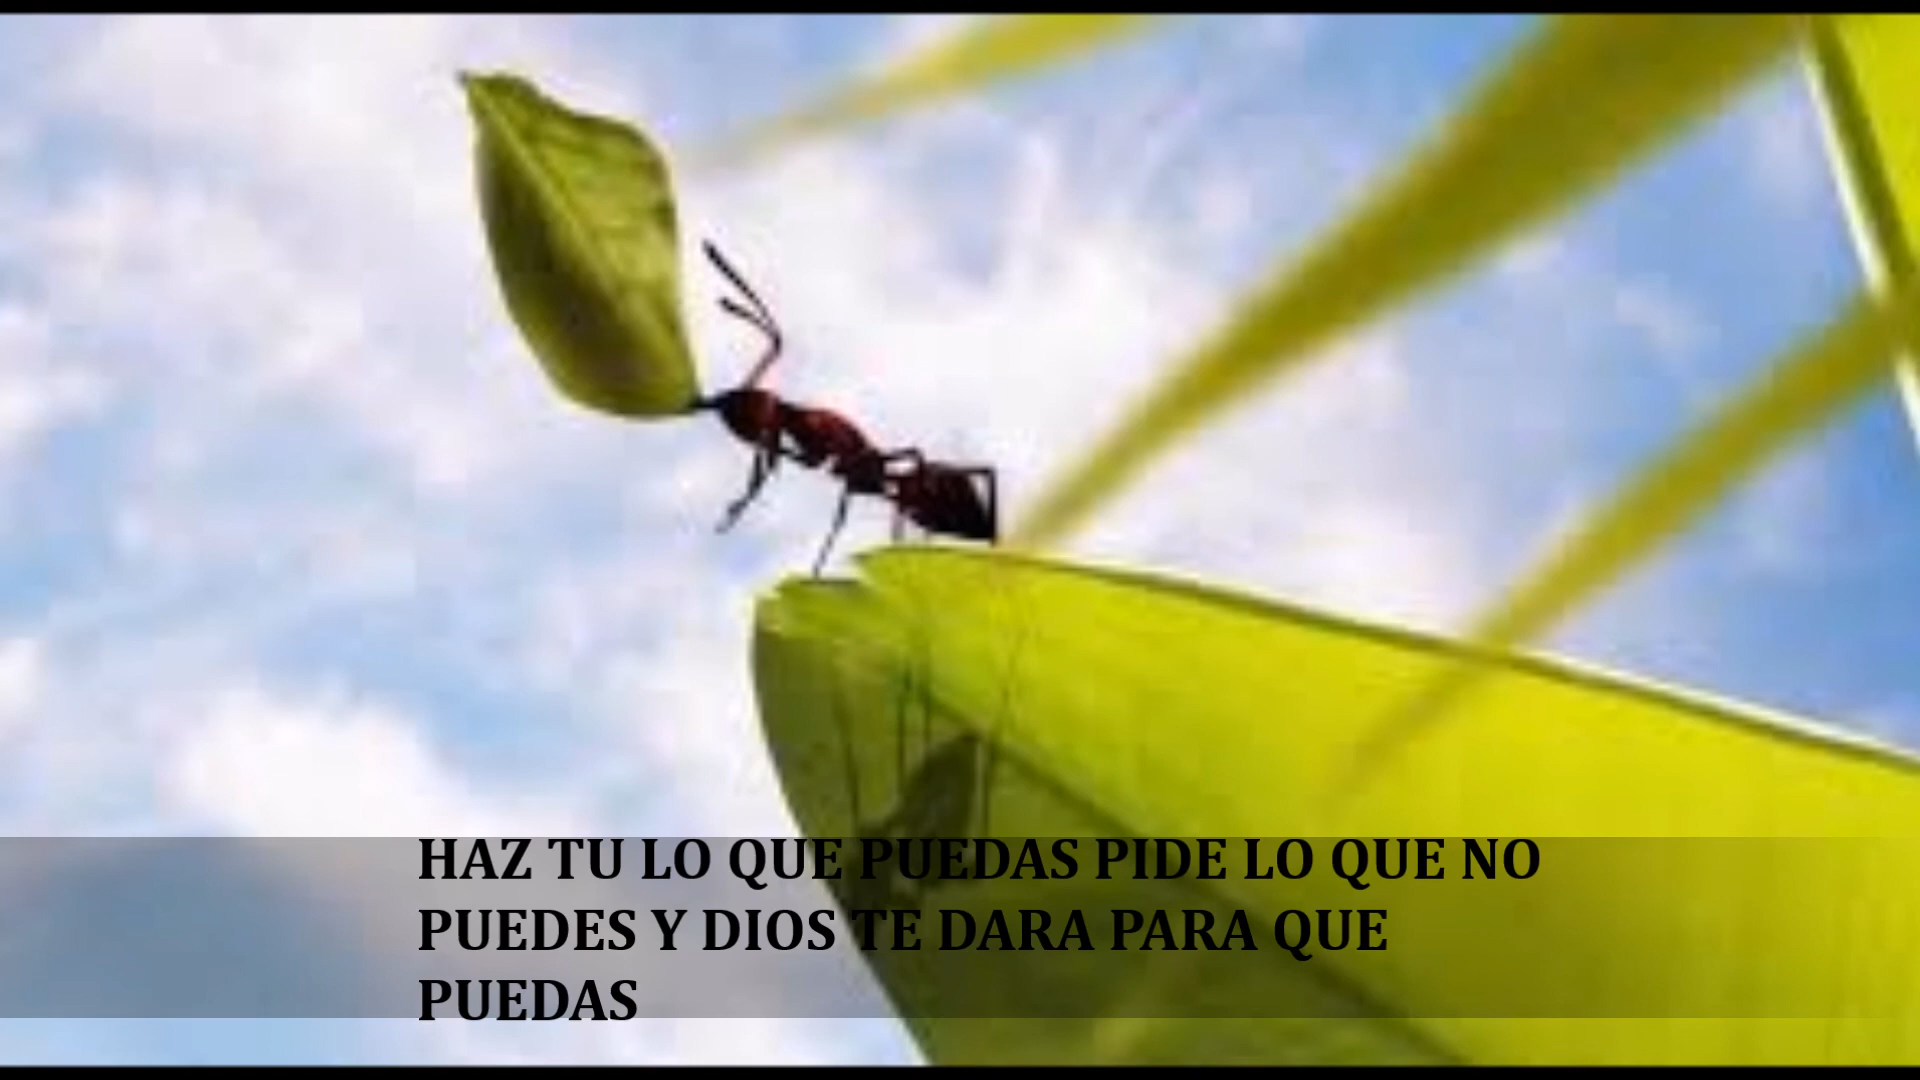 HAZ TU LO QUE PUEDAS PIDE LO QUE NO
PUEDES Y DIOS TE DARA PARA QUE
PUEDAS